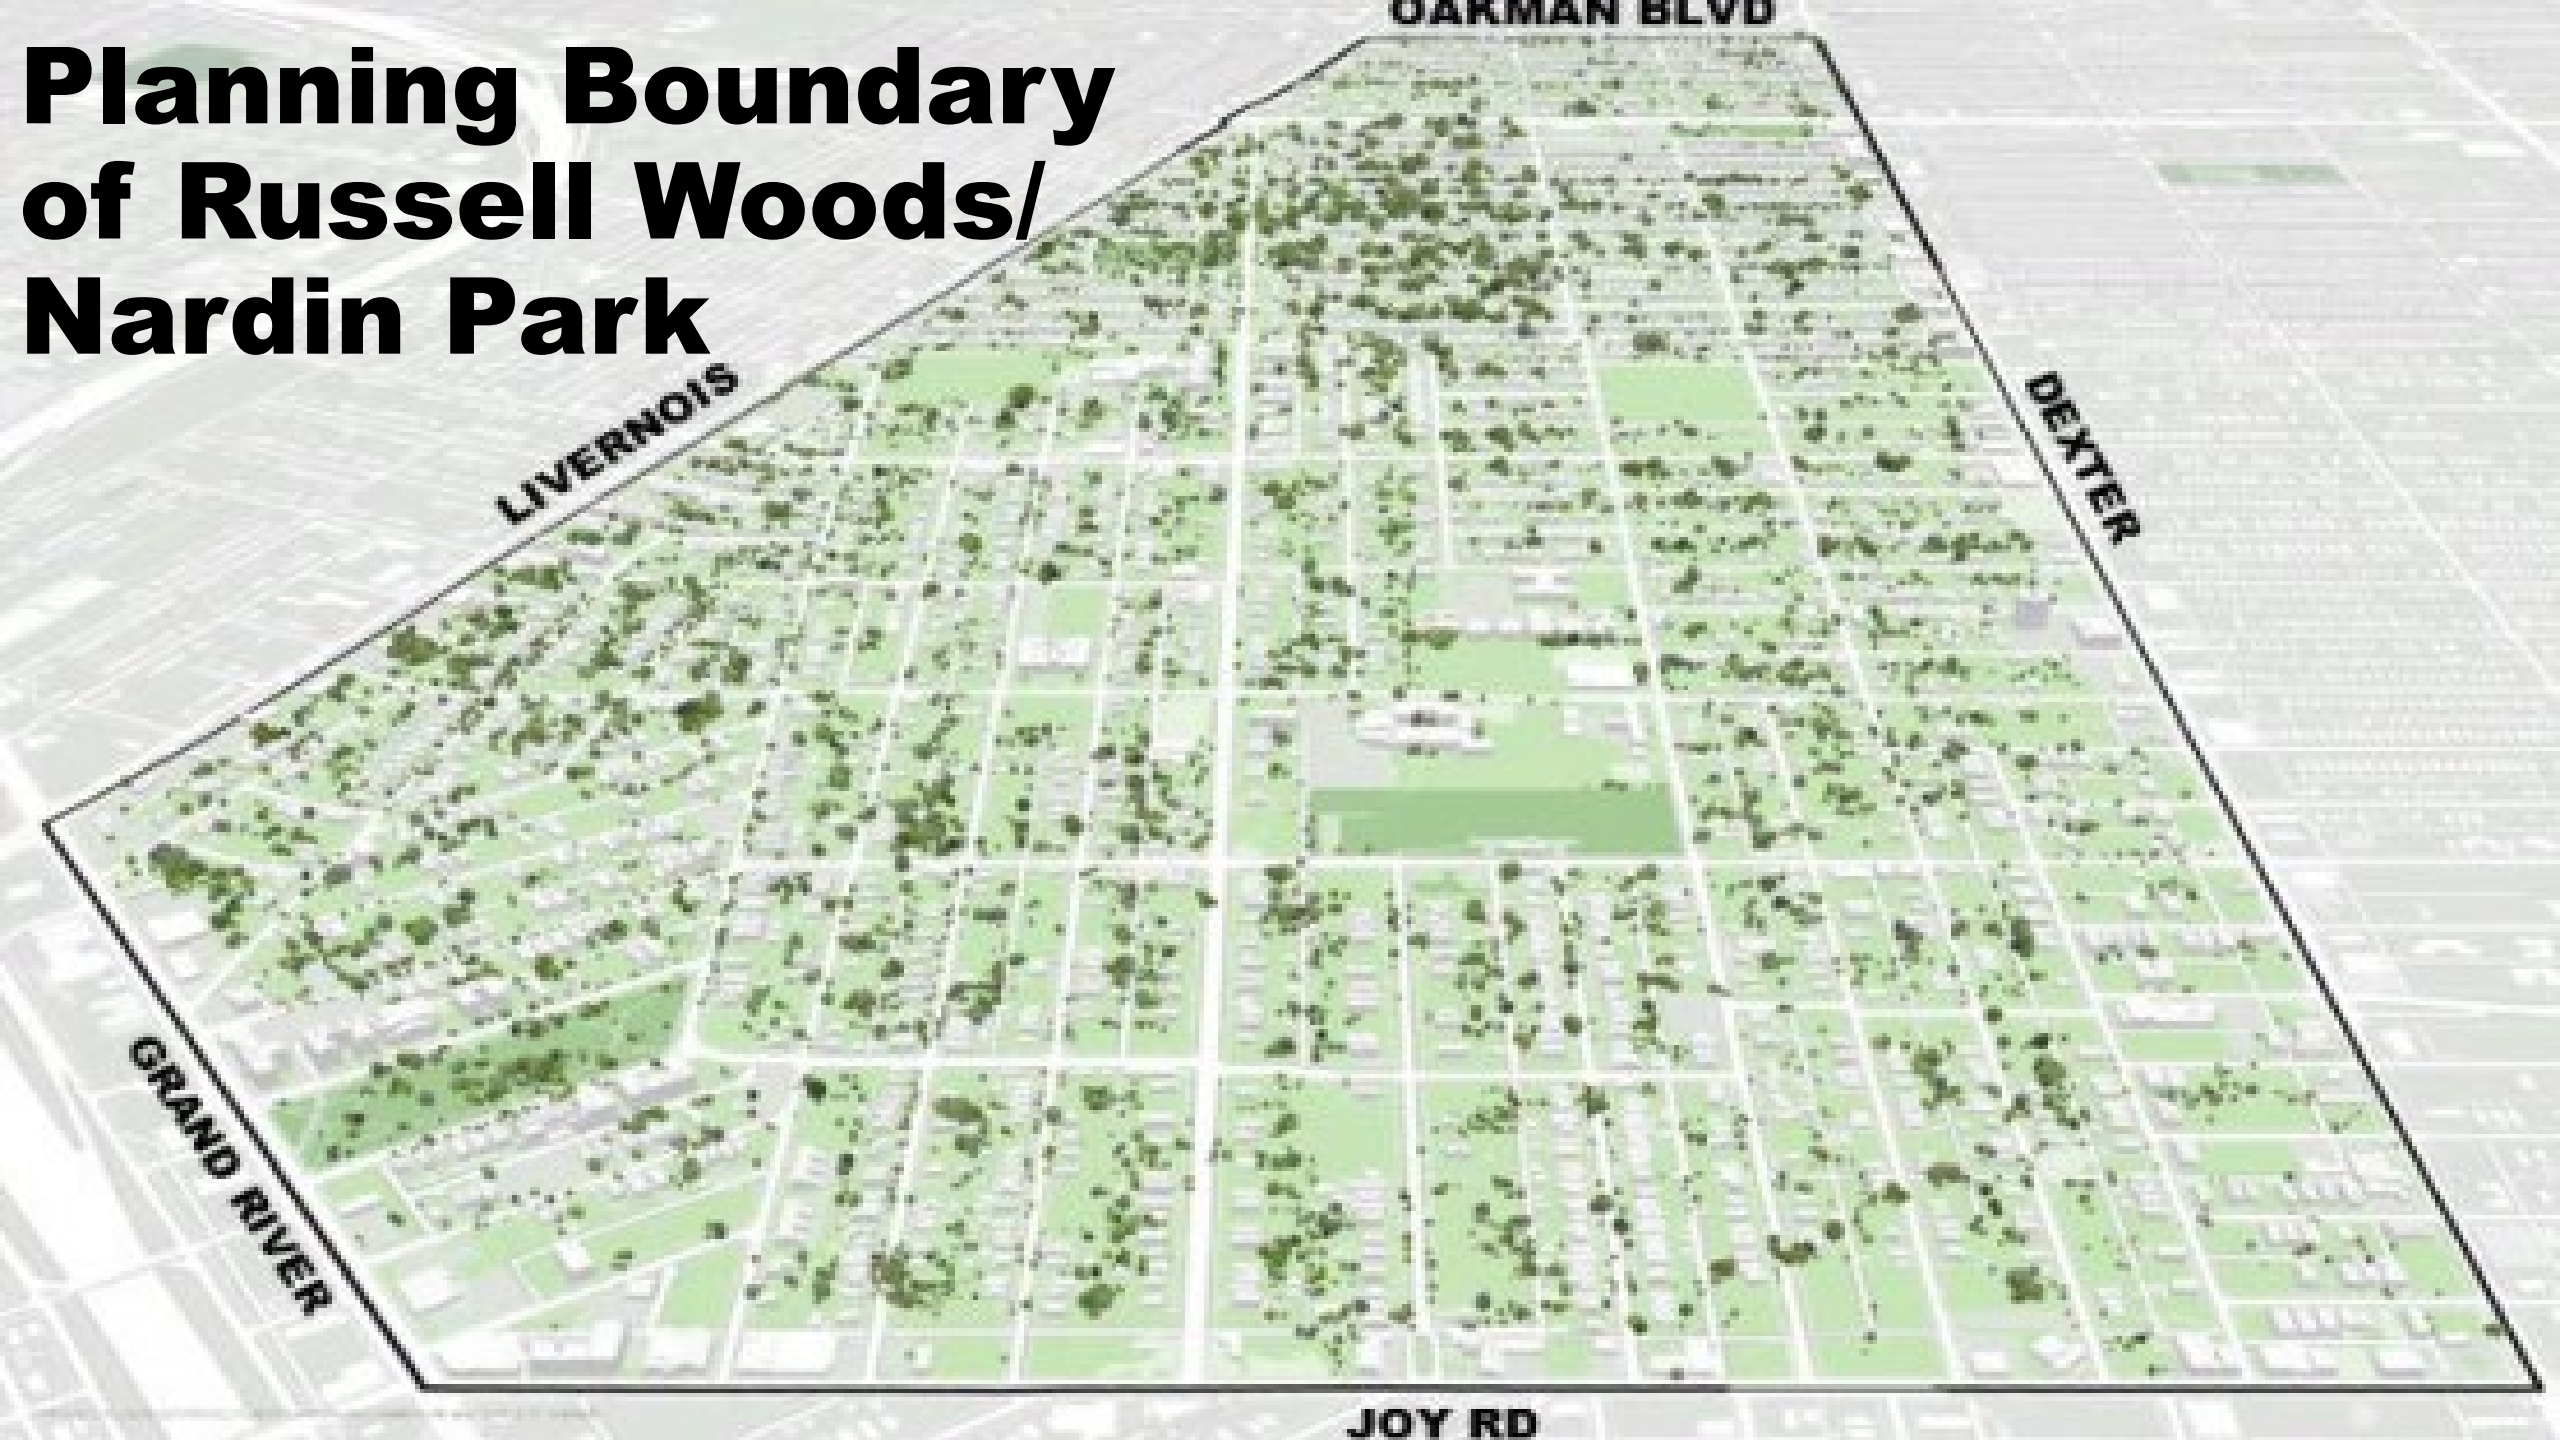 OAKMAN BLVD
Planning Boundary
of Russell Woods/
Nardin Park
LIVERNOIS
DEXTER
GRAND RIVER
JOY RD